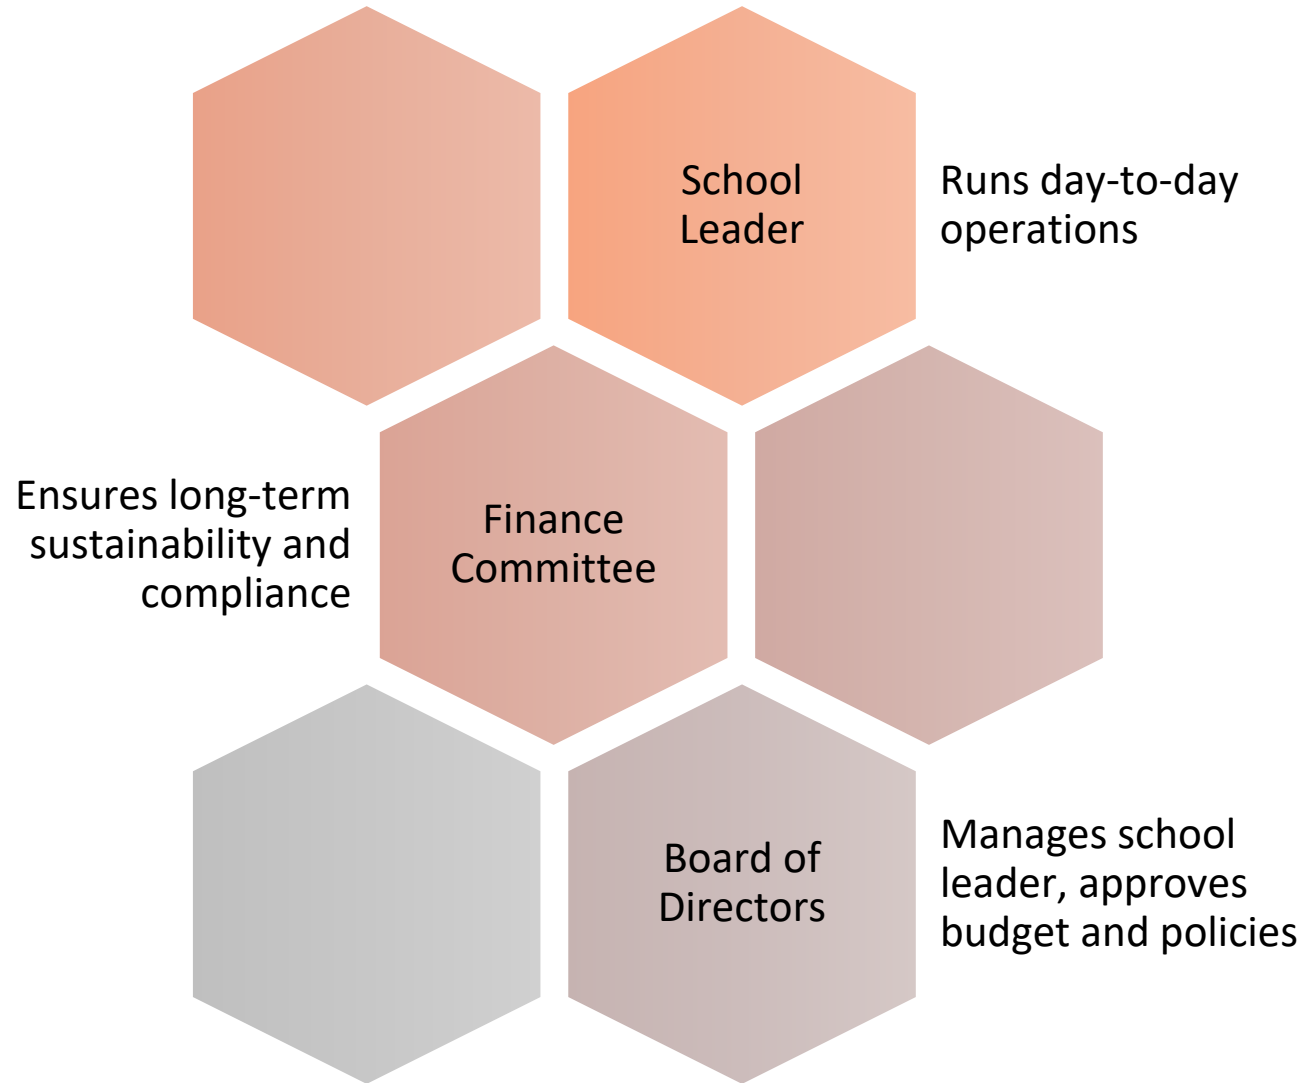 School
Leader
Runs day-to-day
operations
Ensures long-term
sustainability and
compliance
Finance
Committee
Board of
Directors
Manages school
leader, approves
budget and policies